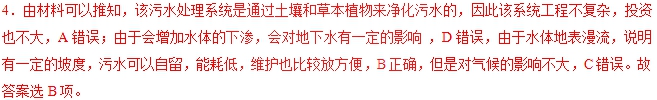 4．由材料可以推知，该污水处理系统是通过土壤和草本植物来净化污水的，因此该系统工程不复杂，投资
也不大，A 错误；由于会增加水体的下渗，会对地下水有一定的影响 ，D 错误，由于水体地表漫流，说明
有一定的坡度，污水可以自留，能耗低，维护也比较放方便，B 正确，但是对气候的影响不大，C 错误。故
答案选 B 项。